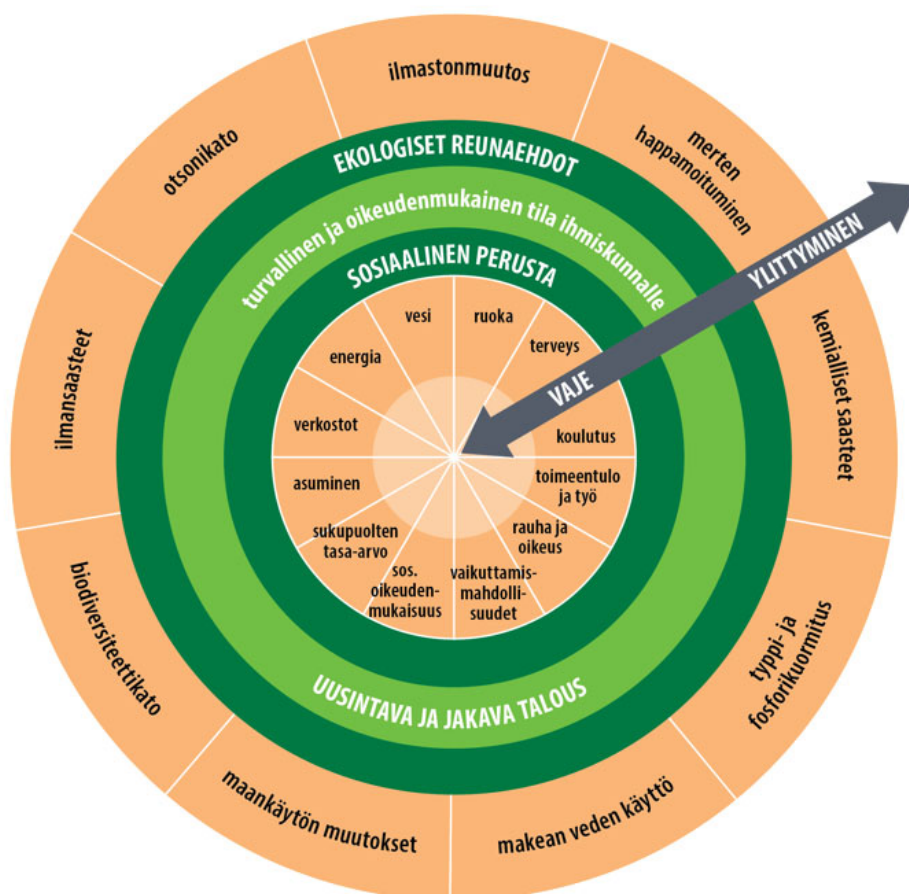 ilmastonmuutos
merten
happamoituminen
kemialliset saasteet
typpi- ja
fosforikuormitus
makean veden käyttö
maankäytön muutokset
biodiversiteettikato
ilmansaasteet
otsonikato
EKOLOGISET REUNAEHDOT
turvallinen ja oikeudenmukainen tila ihmiskunnalle
SOSIAALINEN PERUSTA
YLITTYMINEN
VAJE
vesi
ruoka
terveys
koulutus
toimeentulo
ja työ
rauha ja
oikeus
vaikuttamis-
mahdolli-
suudet
sos.
oikeuden-
mukaisuus
sukupuolten
tasa-arvo
asuminen
verkostot
energia
UUSINTAVA JA JAKAVA TALOUS